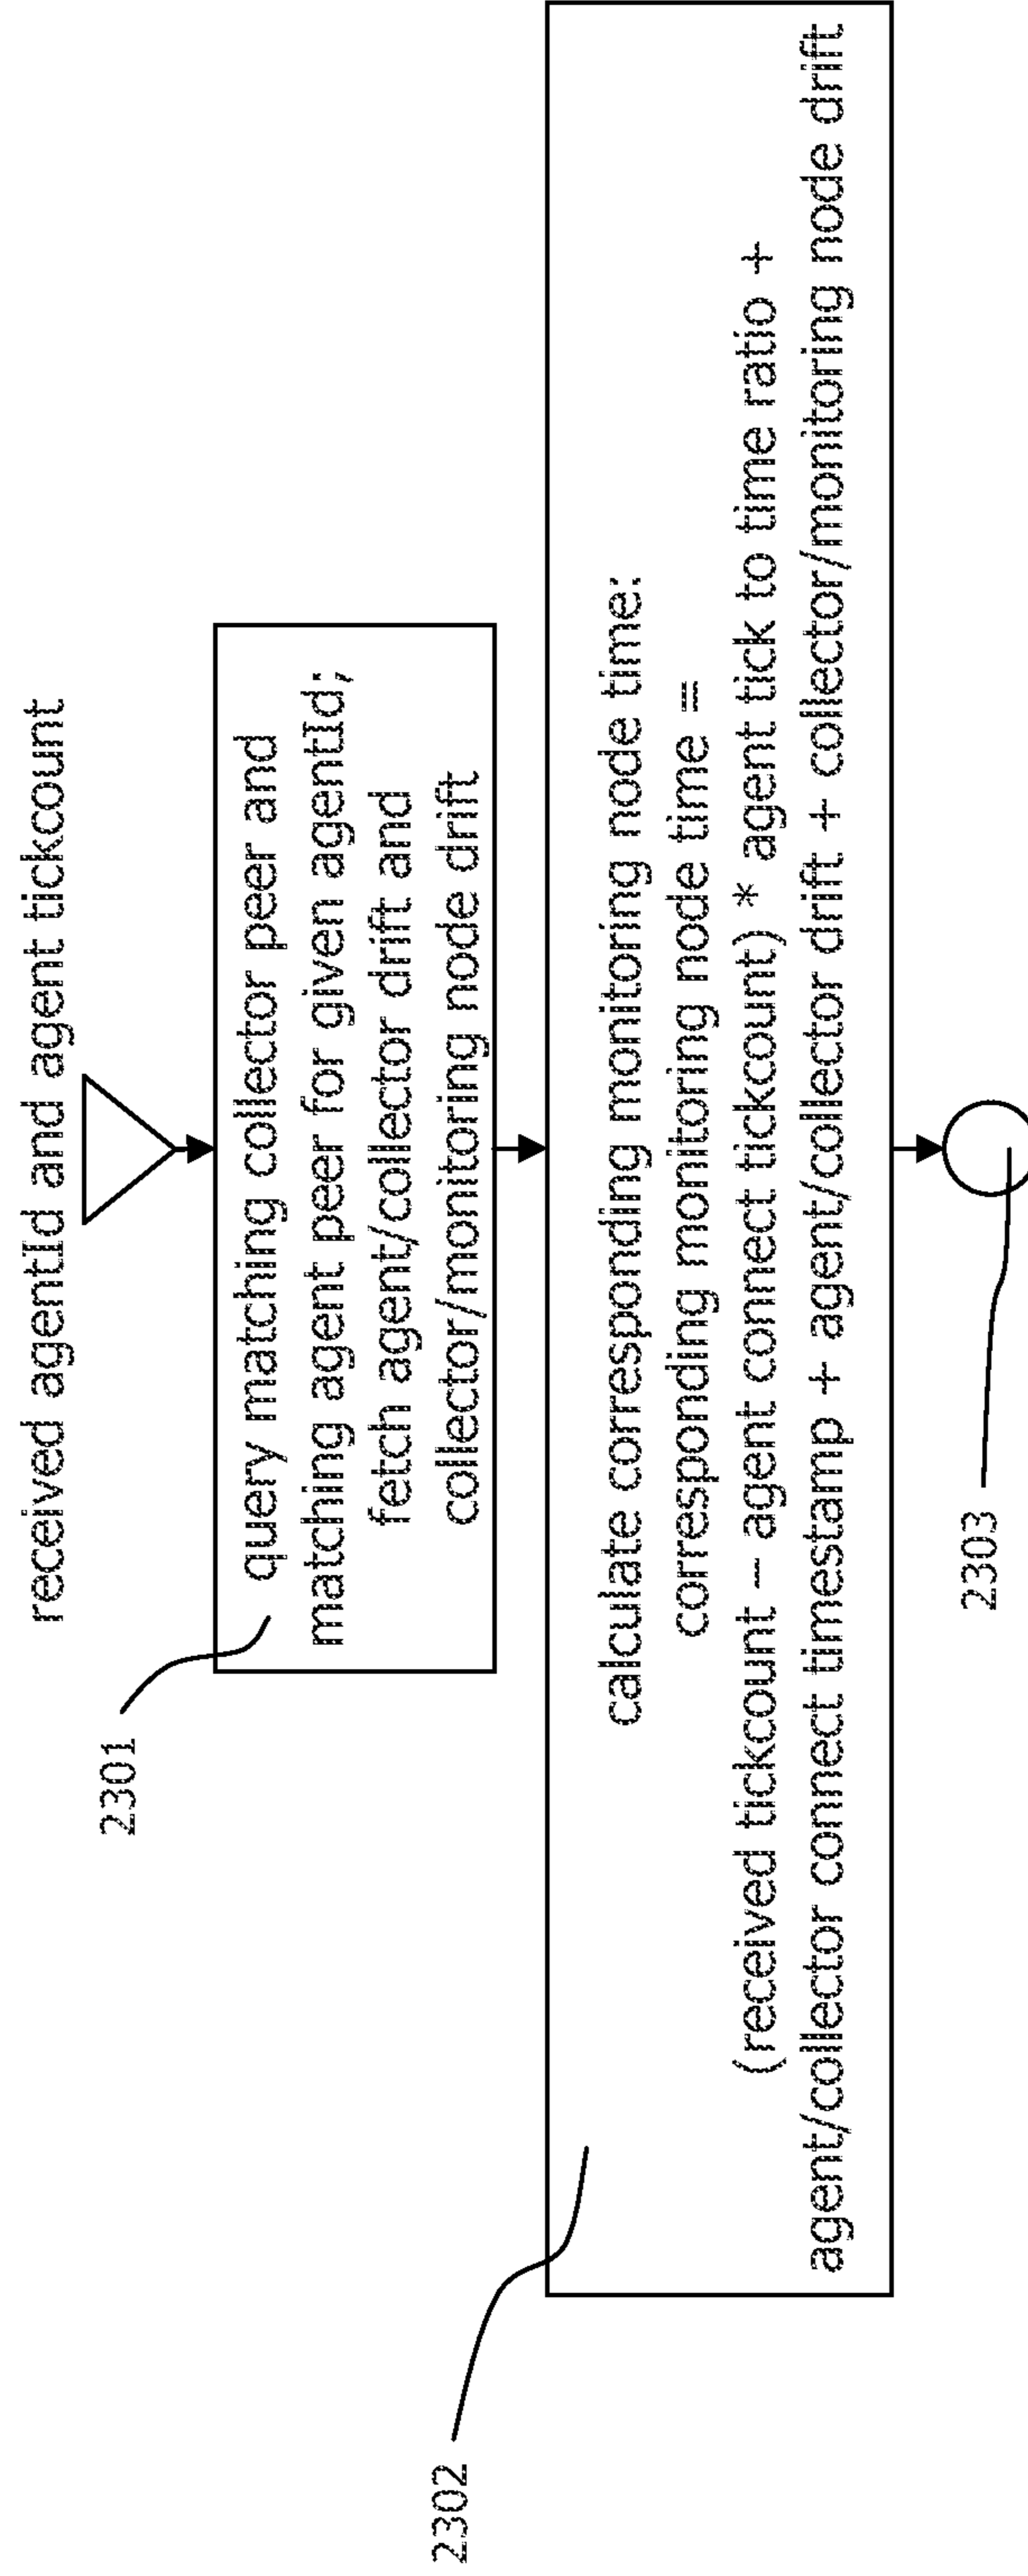 received agentId and agent tickcount
2301
query matching collector peer and
matching agent peer for given agentId;
fetch agent/collector drift and
collector/monitoring node drift
2302
calculate corresponding monitoring node time:
corresponding monitoring node time =
(received tickcount – agent connect tickcount) * agent tick to time ratio +
agent/collector connect timestamp + agent/collector drift + collector/monitoring node drift
2303